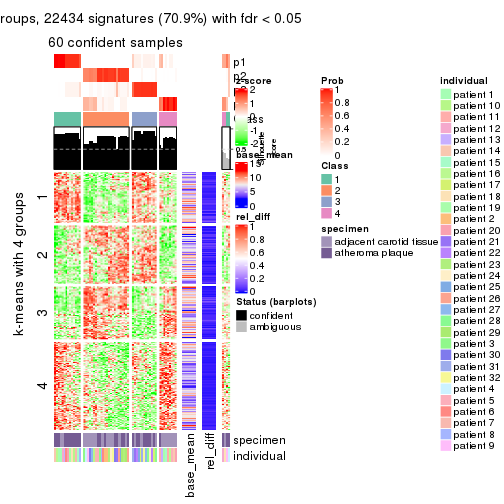 roups, 22434 signatures (70.9%) with fdr < 0.05
60 confident samples
p1
p2
z-score
2
1
0
-1
-2
base_mean
15
10
5
0
rel_diff
1
0.8
0.6
0.4
0.2
0
Status (barplots)
confident
ambiguous
Prob
1
0.8
0.6
0.4
0.2
0
Class
1
2
3
4
specimen
adjacent carotid tissue
atheroma plaque
individual
patient 1
patient 10
patient 11
patient 12
patient 13
patient 14
patient 15
patient 16
patient 17
patient 18
patient 19
patient 2
patient 20
patient 21
patient 22
patient 23
patient 24
patient 25
patient 26
patient 27
patient 28
patient 29
patient 3
patient 30
patient 31
patient 32
patient 4
patient 5
patient 6
patient 7
patient 8
patient 9
k-means with 4 groups
1
2
3
4
specimen
individual
base_mean
rel_diff